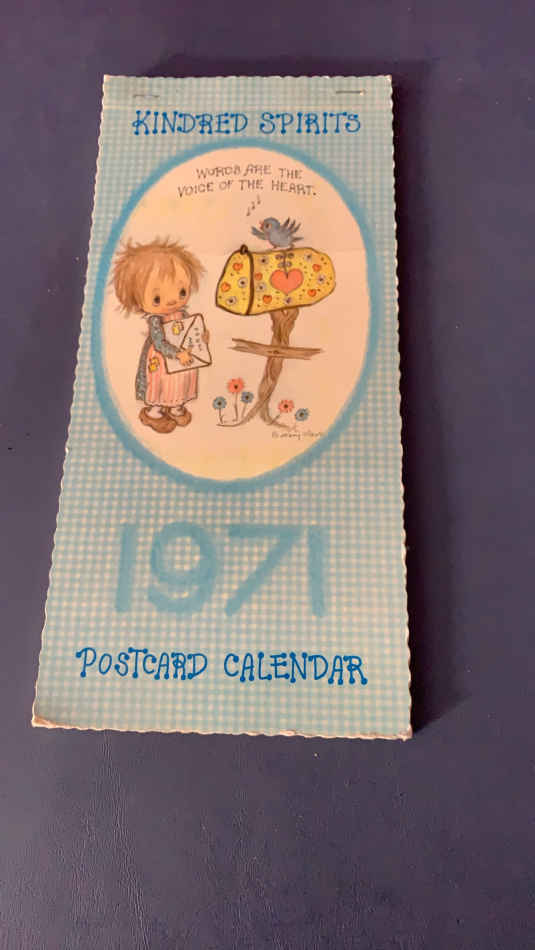 KINDRED SPIRITS
WORDS ARE THE
VOICE OF THE HEART.
1971
POSTCARD CALENDAR